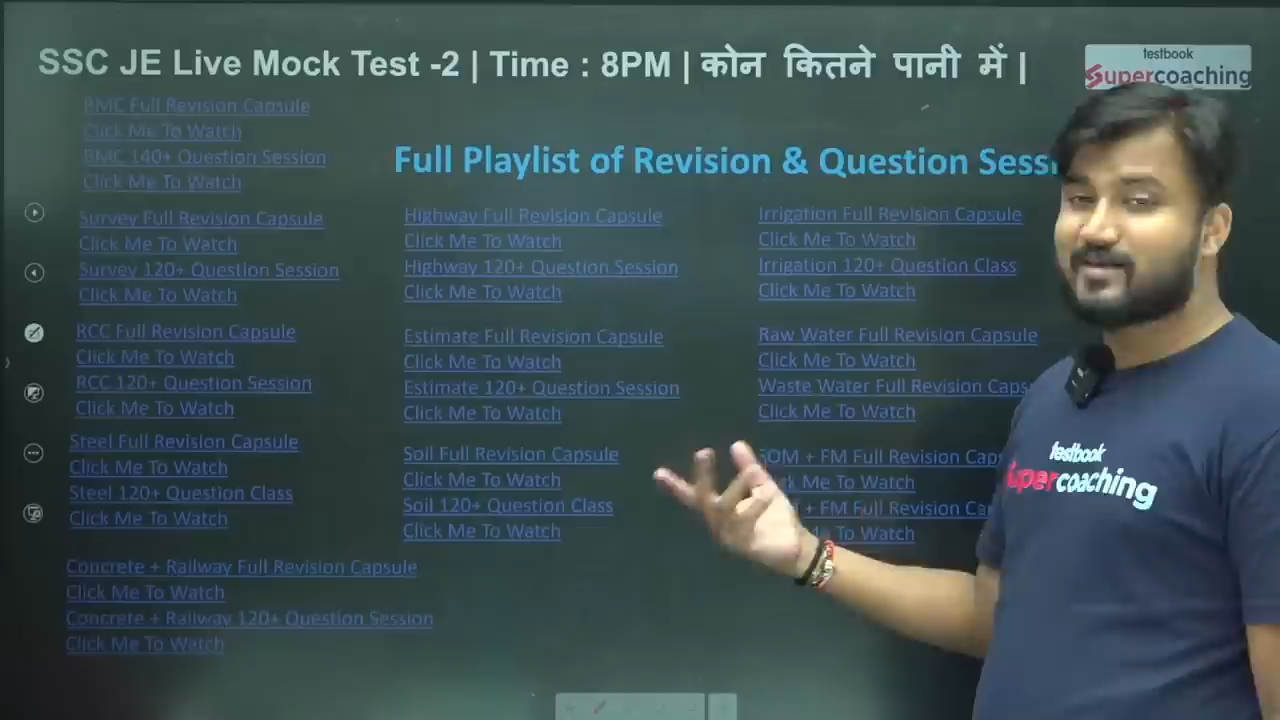 SSC JE Live Mock Test -2 | Time : 8PM | कोन कितने पानी में |
testbook
Supercoaching
BMC Full Revision Capsule
Click Me To Watch
BMC 140+ Question Session
Click Me To Watch
Full Playlist of Revision & Question Sessi
Survey Full Revision Capsule
Click Me To Watch
Survey 120+ Question Session
Click Me To Watch
RCC Full Revision Capsule
Click Me To Watch
RCC 120+ Question Session
Click Me To Watch
Steel Full Revision Capsule
Click Me To Watch
Steel 120+ Question Class
Click Me To Watch
Concrete + Railway Full Revision Capsule
Click Me To Watch
Concrete + Railway 120+ Question Session
Click Me To Watch
Highway Full Revision Capsule
Click Me To Watch
Highway 120+ Question Session
Click Me To Watch
Estimate Full Revision Capsule
Click Me To Watch
Estimate 120+ Question Session
Click Me To Watch
Soil Full Revision Capsule
Click Me To Watch
Soil 120+ Question Class
Click Me To Watch
Irrigation Full Revision Capsule
Click Me To Watch
Irrigation 120+ Question Class
Click Me To Watch
Raw Water Full Revision Capsule
Click Me To Watch
Waste Water Full Revision Caps
Click Me To Watch
SOM + FM Full Revision Cap
Me To Watch
+ FM Full Revision Ca
To Watch
testbook
Supercoaching